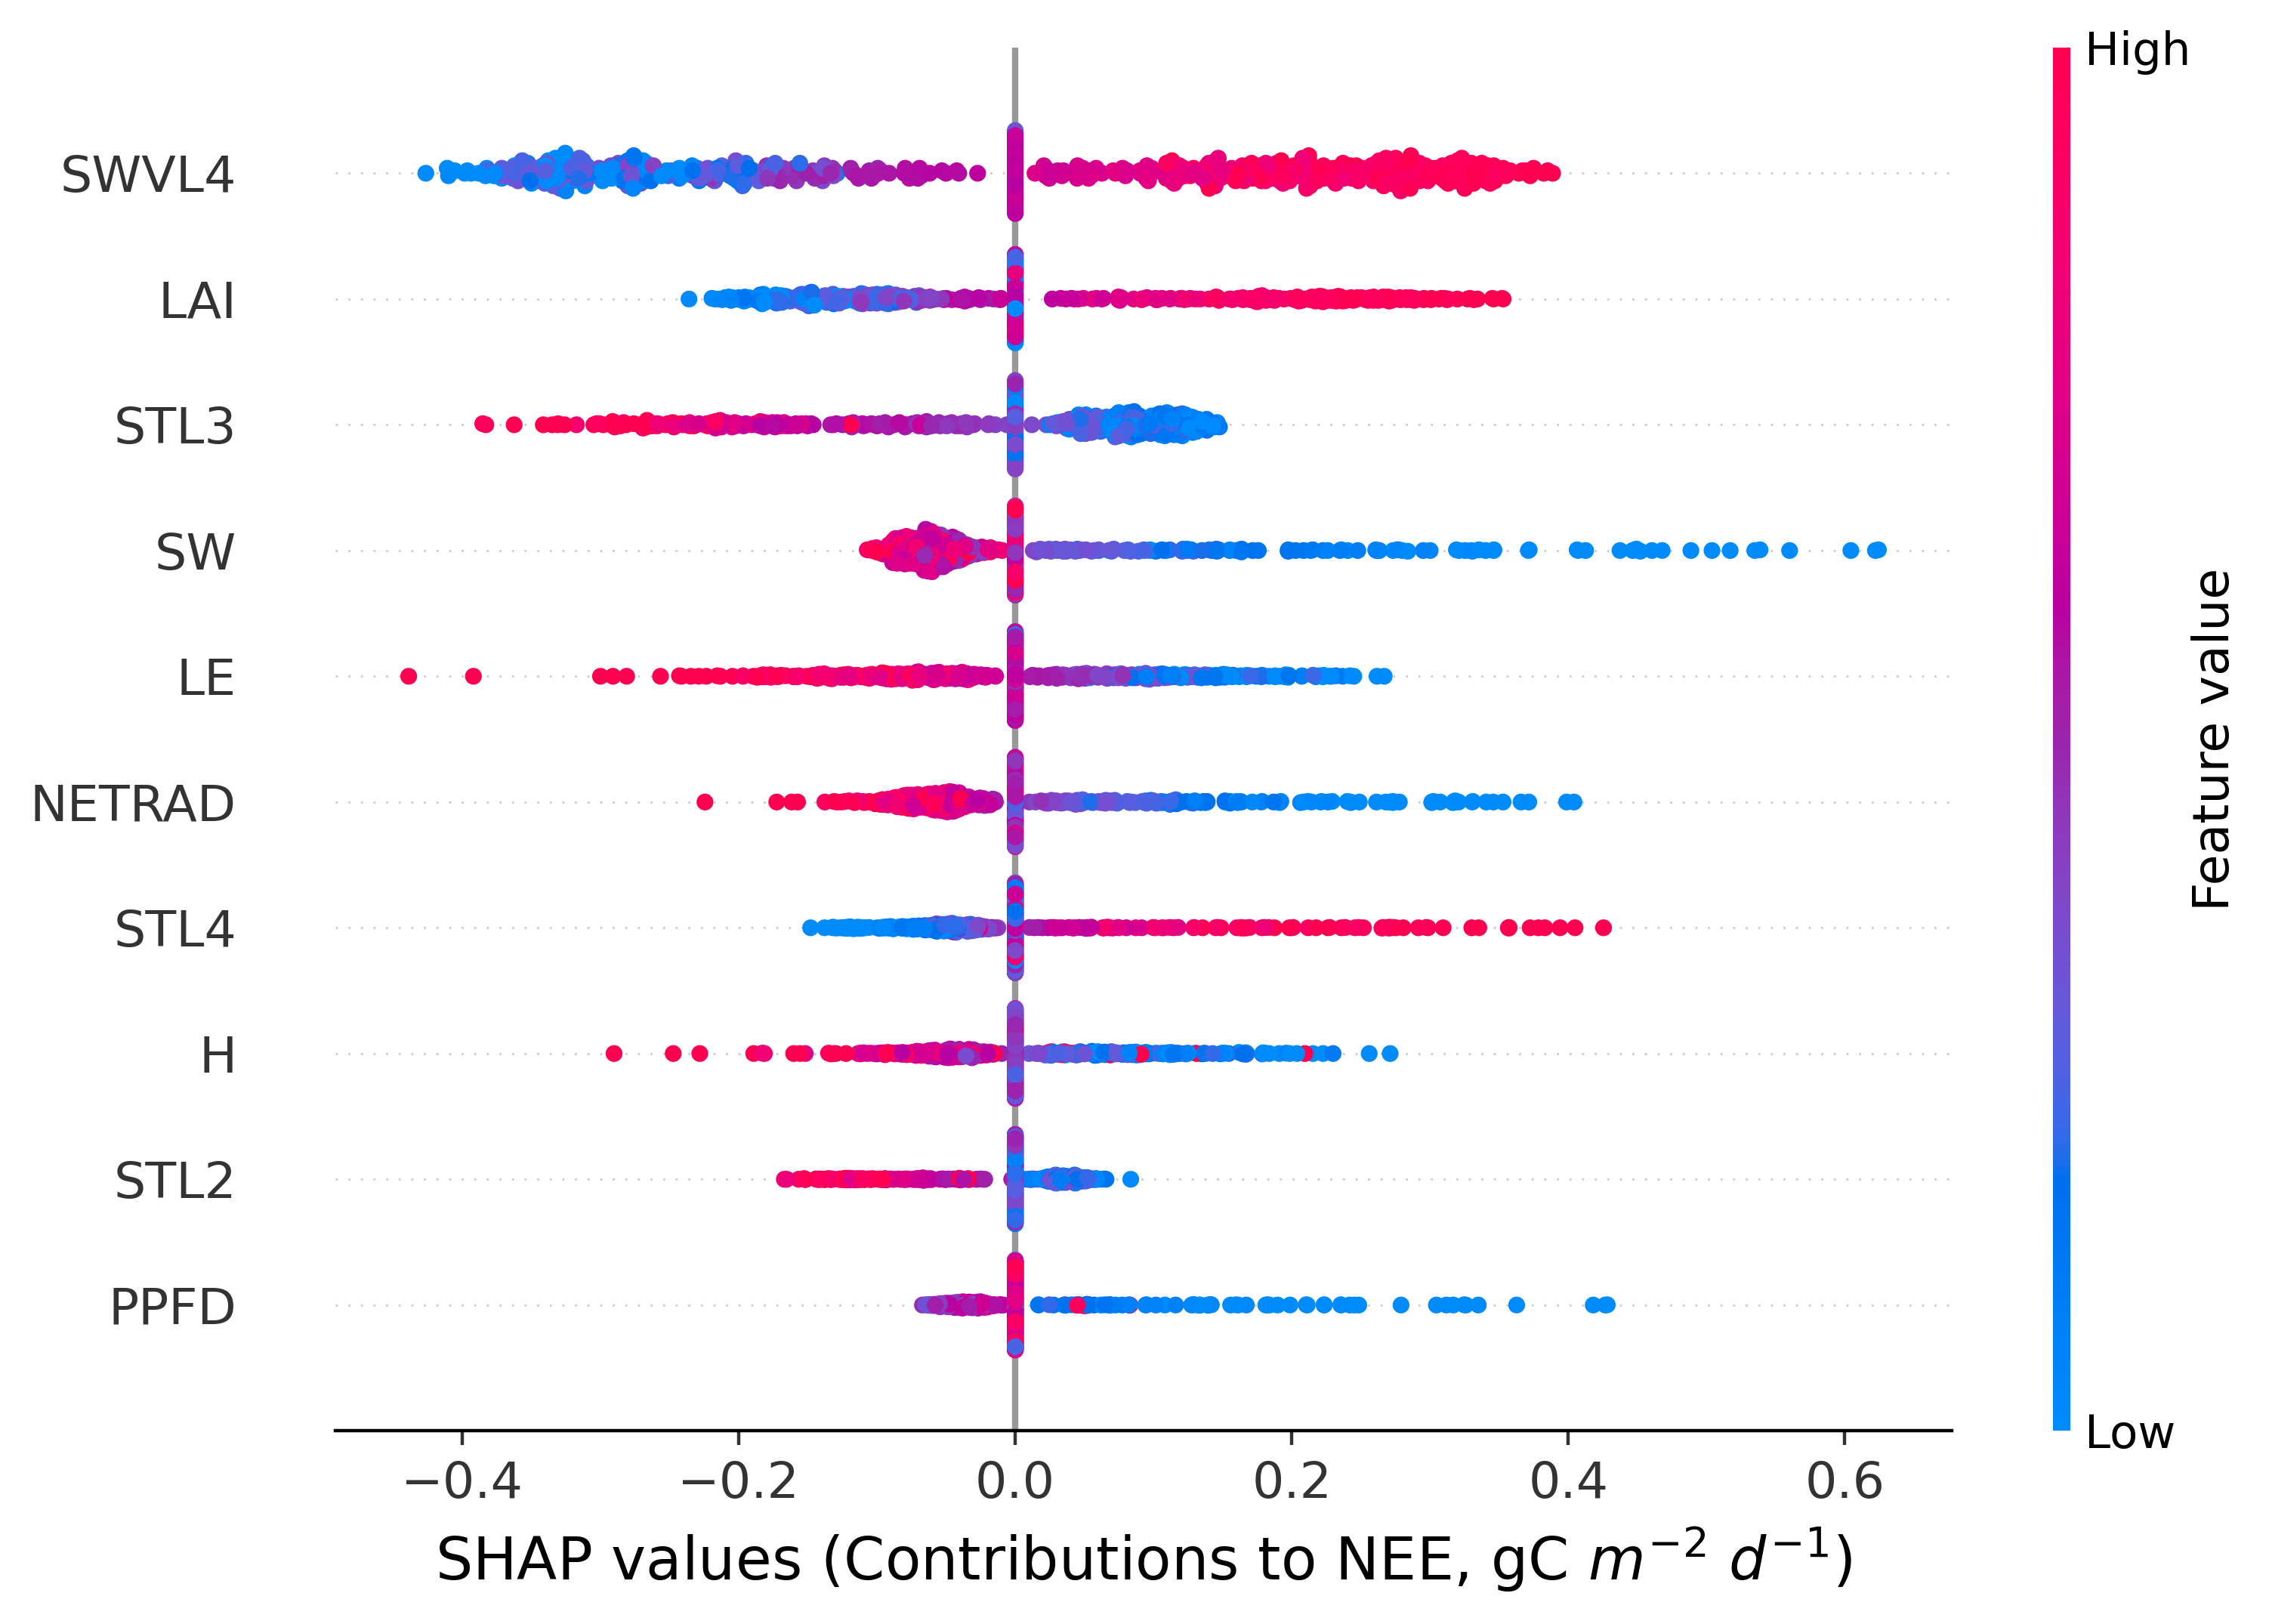 High
SWVL4
LAI
STL3
SW
LE
NETRAD
STL4
H
STL2
PPFD
Feature value
Low
−0.4 −0.2 0.0 0.2 0.4 0.6
SHAP values (Contributions to NEE, gC m⁻² d⁻¹)